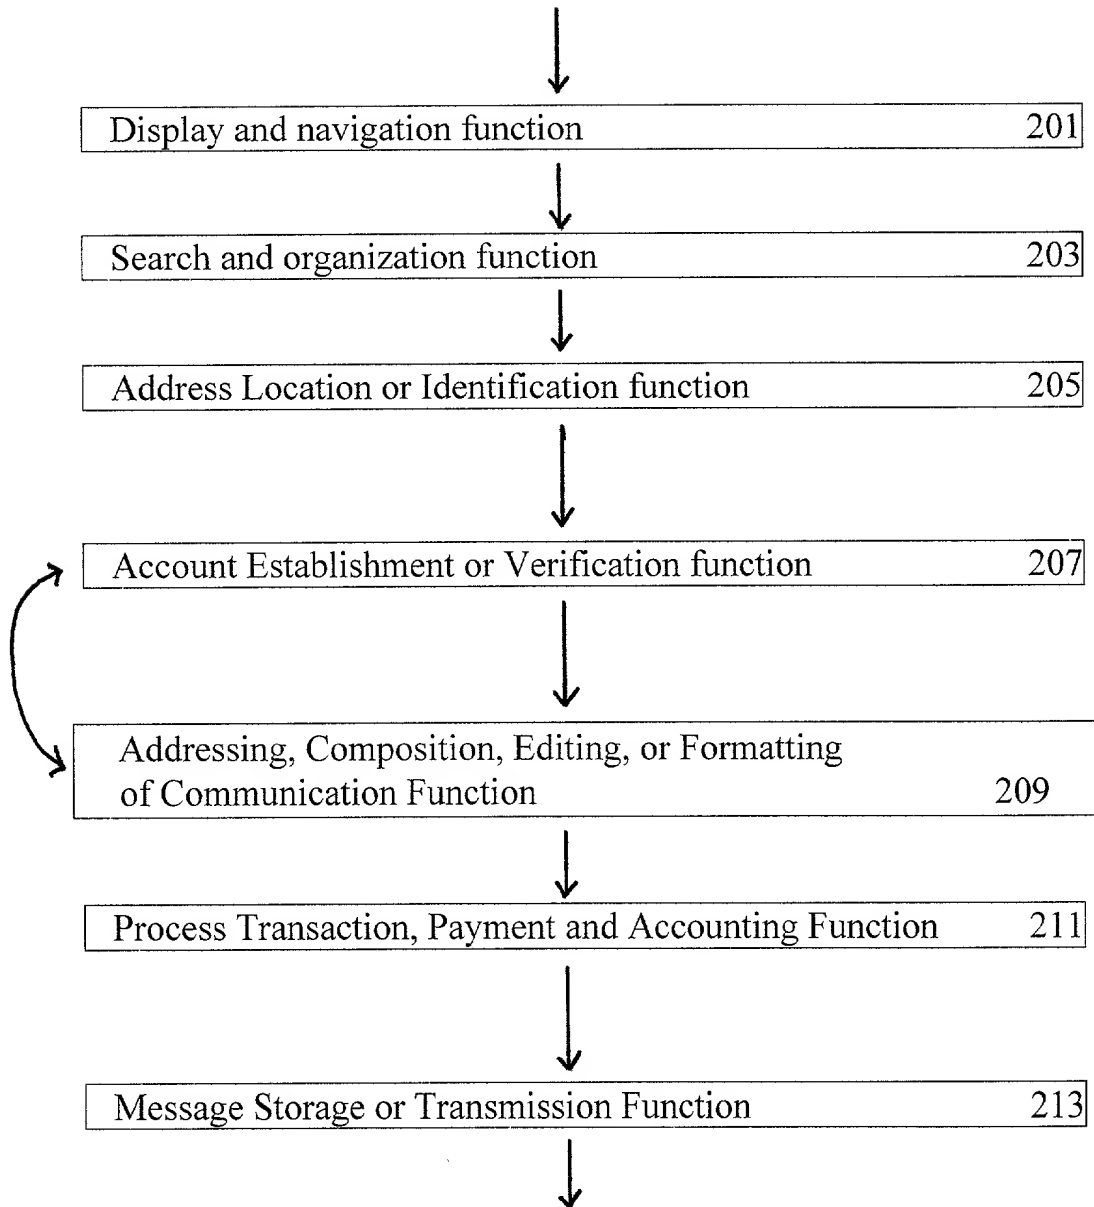 Display and navigation function 201
Search and organization function 203
Address Location or Identification function 205
Account Establishment or Verification function 207
Addressing, Composition, Editing, or Formatting
of Communication Function 209
Process Transaction, Payment and Accounting Function 211
Message Storage or Transmission Function 213